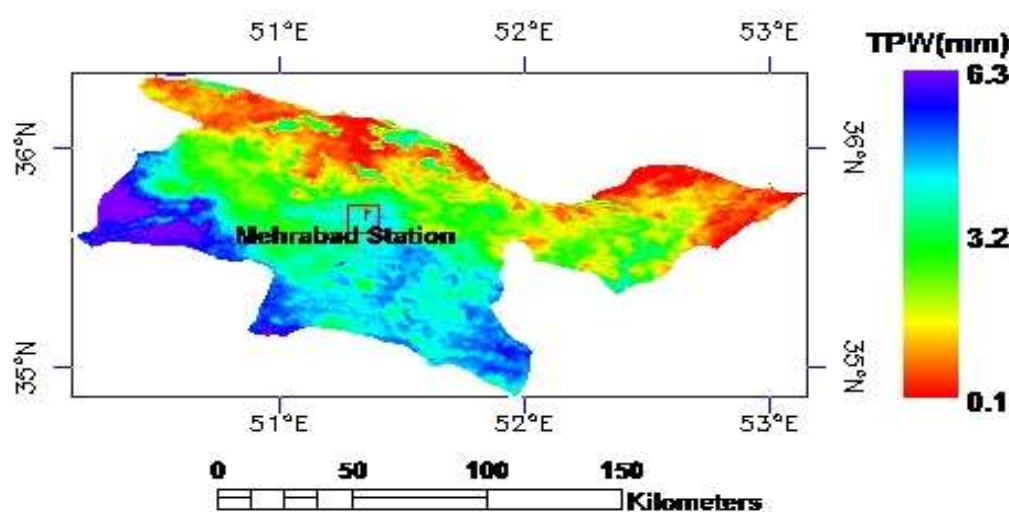 51°E 52°E 53°E
TPW(mm)
6.3
36°N 36°N
3.2
Mehrabad Station
35°N 35°N
0.1
51°E 52°E 53°E
0 50 100 150
Kilometers